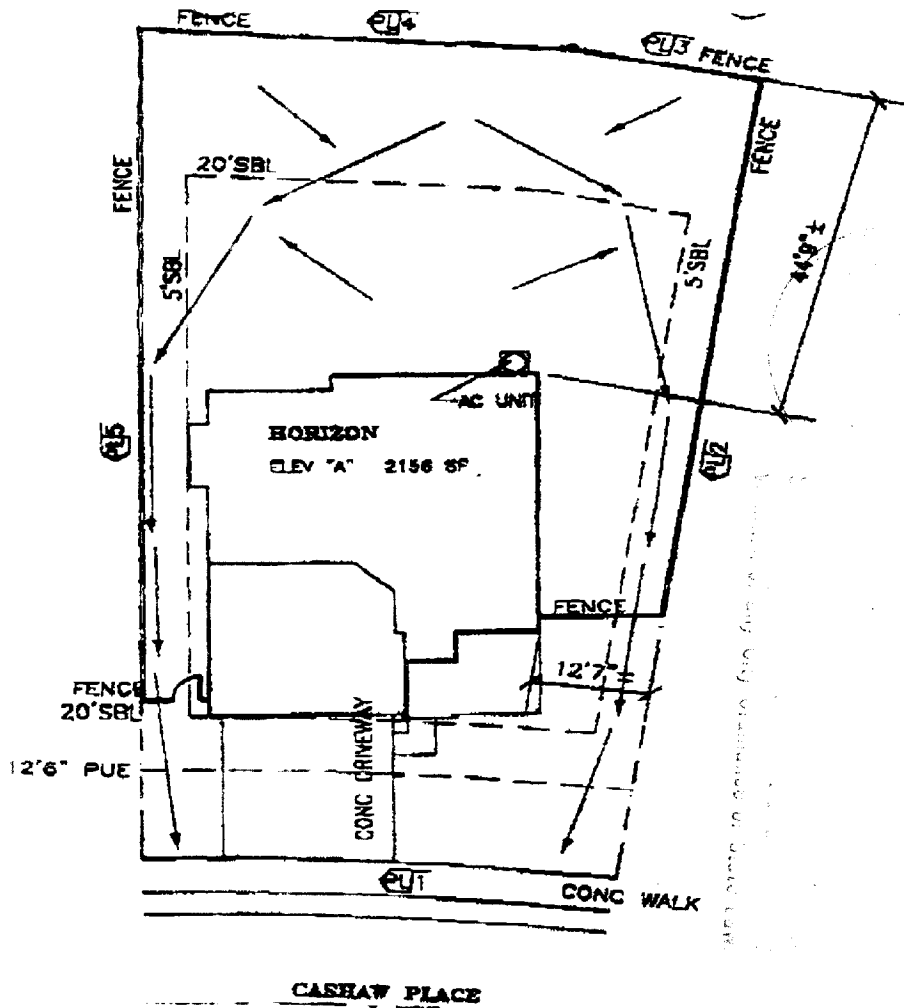 FENCE
PL4
PL3
FENCE
FENCE
FENCE
20'SBL
5'SBL
5'SBL
44'9" ±
AC UNIT
HORIZON
ELEV "A" 2156 SF
PL5
PL2
FENCE
12'7" ±
FENCE
20'SBL
12'6" PUE
CONC DRIVEWAY
PL1
CONC WALK
CASHAW PLACE